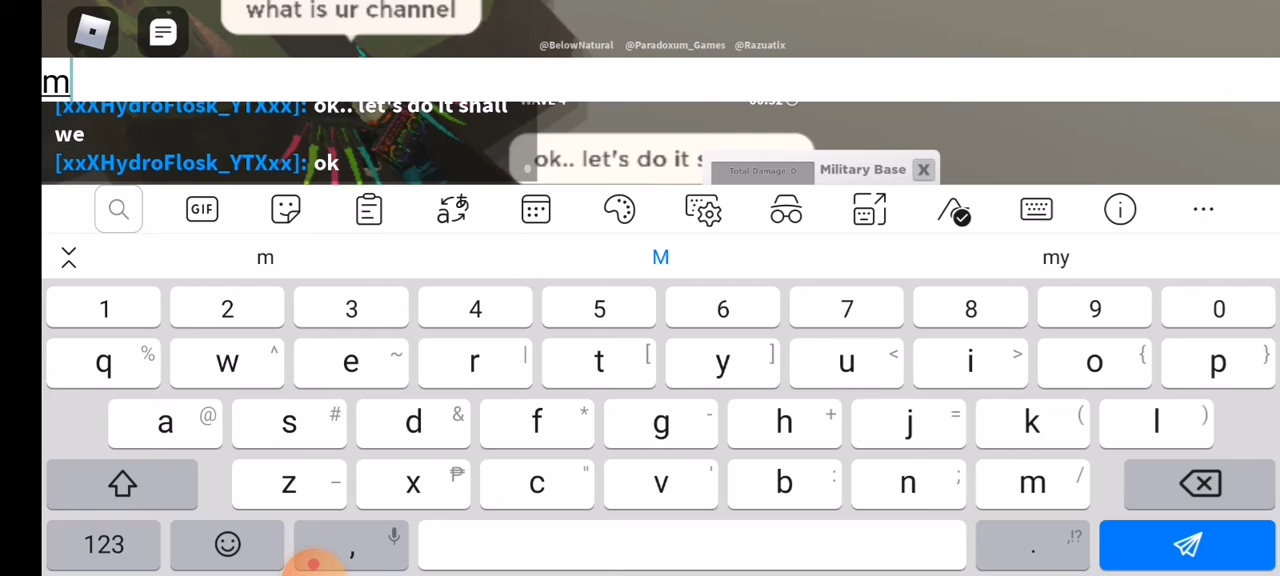 what is ur channel
@BelowNatural @Paradoxum_Games @Razuatix
m
[xxXHydroFlosk_YTXxx]: ok.. let's do it shall
we
[xxXHydroFlosk_YTXxx]: ok
ok.. let's do it s
Total Damage: 0
Military Base X
GIF
m M my
1 2 3 4 5 6 7 8 9 0
q % w ^ e ~ r | t [ y ] u < i > o { p }
a @ s # d & f * g - h + j = k ( l )
z _ x ₱ c " v ' b : n ; m /
123 , . ,!?